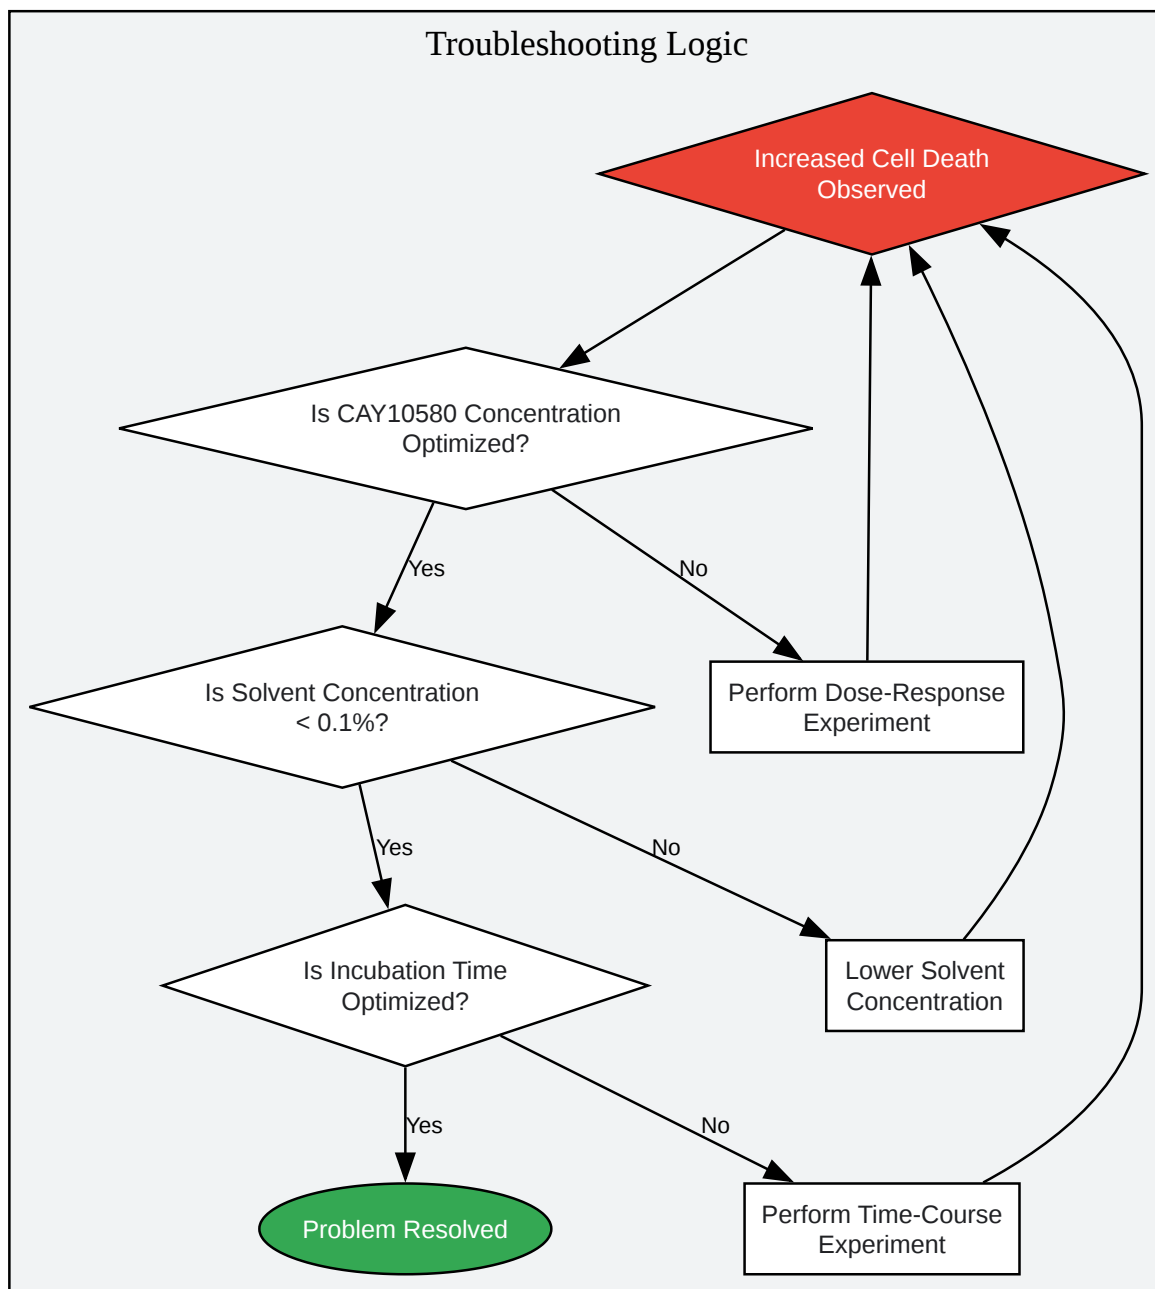 Troubleshooting Logic
Increased Cell Death
Observed
Is CAY10580 Concentration
Optimized?
Yes
No
Is Solvent Concentration
< 0.1%?
Perform Dose-Response
Experiment
Yes
No
Is Incubation Time
Optimized?
Lower Solvent
Concentration
Yes
No
Problem Resolved
Perform Time-Course
Experiment